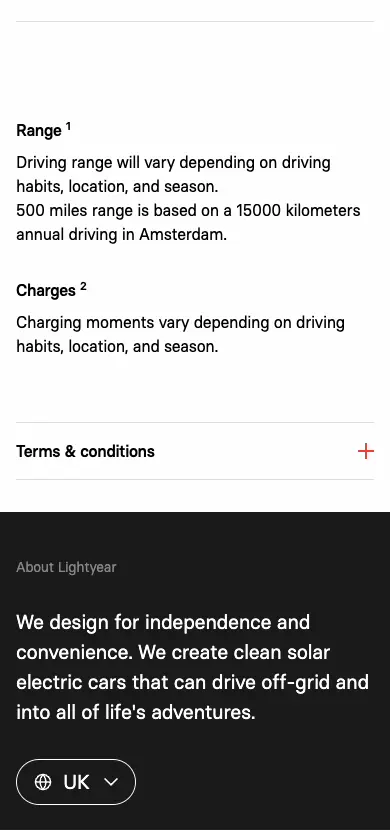 Range 1
Driving range will vary depending on driving
habits, location, and season.
500 miles range is based on a 15000 kilometers
annual driving in Amsterdam.
Charges 2
Charging moments vary depending on driving
habits, location, and season.
Terms & conditions
About Lightyear
We design for independence and
convenience. We create clean solar
electric cars that can drive off-grid and
into all of life's adventures.
UK